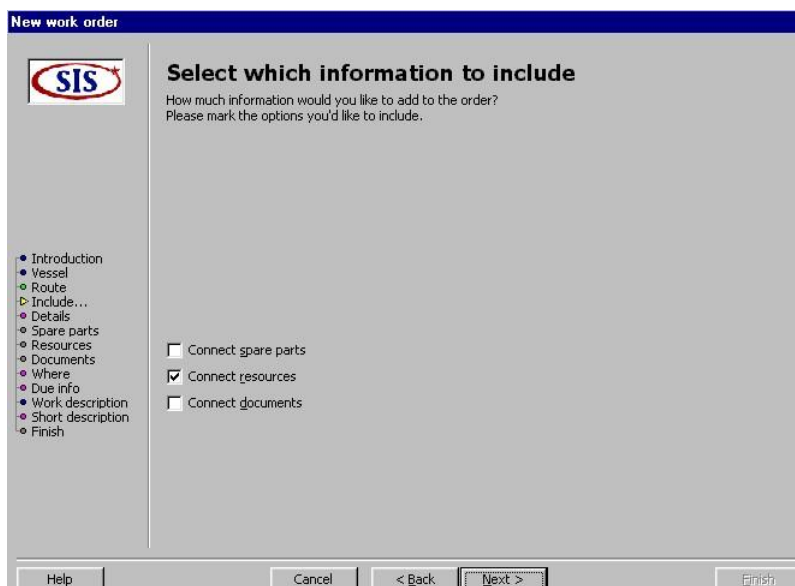 New work order
SIS
Select which information to include
How much information would you like to add to the order?
Please mark the options you'd like to include.
Introduction
Vessel
Route
Include...
Details
Spare parts
Resources
Documents
Where
Due info
Work description
Short description
Finish
Connect spare parts
Connect resources
Connect documents
Help
Cancel
< Back
Next >
Finish